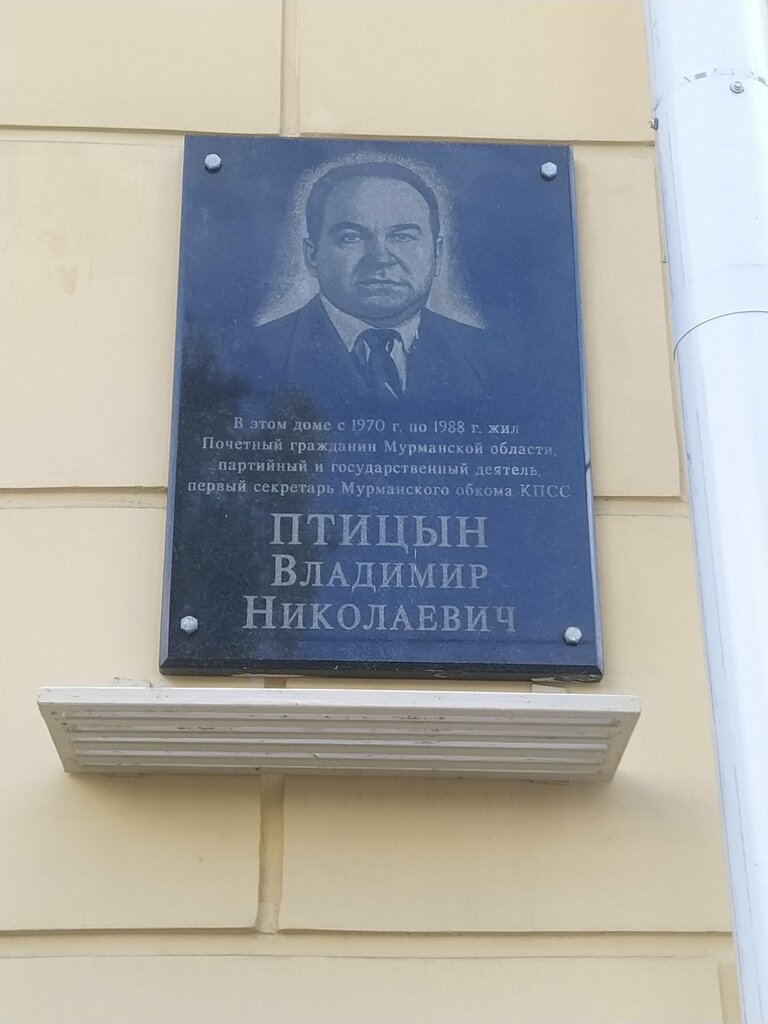 В этом доме с 1970 г. по 1988 г. жил
Почетный гражданин Мурманской области,
партийный и государственный деятель,
первый секретарь Мурманского обкома КПСС
ПТИЦЫН
ВЛАДИМИР
НИКОЛАЕВИЧ